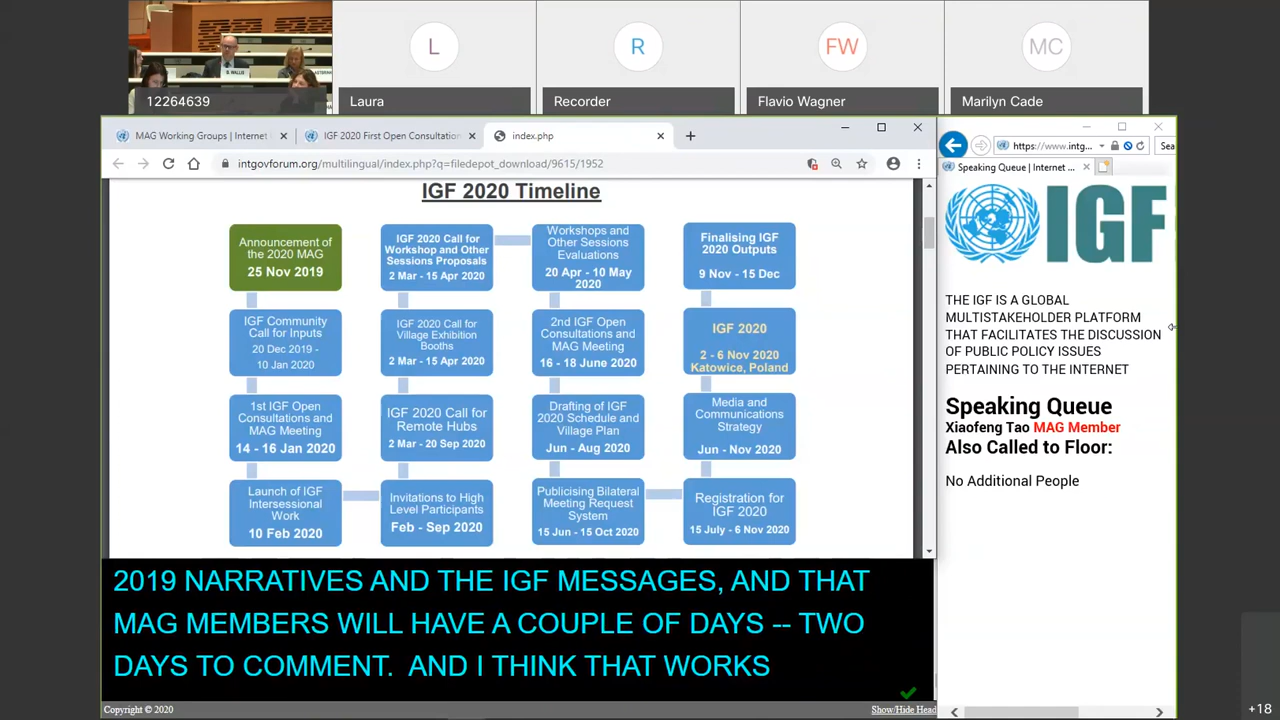 L
R
FW
MC
D. WALLIS
12264639
Laura
Recorder
Flavio Wagner
Marilyn Cade
MAG Working Groups | Internet
IGF 2020 First Open Consultation
index.php
intgovforum.org/multilingual/index.php?q=filedepot_download/9615/1952
IGF 2020 Timeline
Announcement of
the 2020 MAG
25 Nov 2019
IGF Community
Call for Inputs
20 Dec 2019 -
10 Jan 2020
1st IGF Open
Consultations and
MAG Meeting
14 - 16 Jan 2020
Launch of IGF
Intersessional
Work
10 Feb 2020
IGF 2020 Call for
Workshop and Other
Sessions Proposals
2 Mar - 15 Apr 2020
IGF 2020 Call for
Village Exhibition
Booths
2 Mar - 15 Apr 2020
IGF 2020 Call for
Remote Hubs
2 Mar - 20 Sep 2020
Invitations to High
Level Participants
Feb - Sep 2020
Workshops and
Other Sessions
Evaluations
20 Apr - 10 May
2020
2nd IGF Open
Consultations and
MAG Meeting
16 - 18 June 2020
Drafting of IGF
2020 Schedule and
Village Plan
Jun - Aug 2020
Publicising Bilateral
Meeting Request
System
15 Jun - 15 Oct 2020
Finalising IGF
2020 Outputs
9 Nov - 15 Dec
IGF 2020
2 - 6 Nov 2020
Katowice, Poland
Media and
Communications
Strategy
Jun - Nov 2020
Registration for
IGF 2020
15 July - 6 Nov 2020
https://www.intg...
Sea
Speaking Queue | Internet ...
IGF
THE IGF IS A GLOBAL
MULTISTAKEHOLDER PLATFORM
THAT FACILITATES THE DISCUSSION
OF PUBLIC POLICY ISSUES
PERTAINING TO THE INTERNET
Speaking Queue
Xiaofeng Tao MAG Member
Also Called to Floor:
No Additional People
2019 NARRATIVES AND THE IGF MESSAGES, AND THAT
MAG MEMBERS WILL HAVE A COUPLE OF DAYS -- TWO
DAYS TO COMMENT.  AND I THINK THAT WORKS
Copyright © 2020
Show/Hide Head
+18